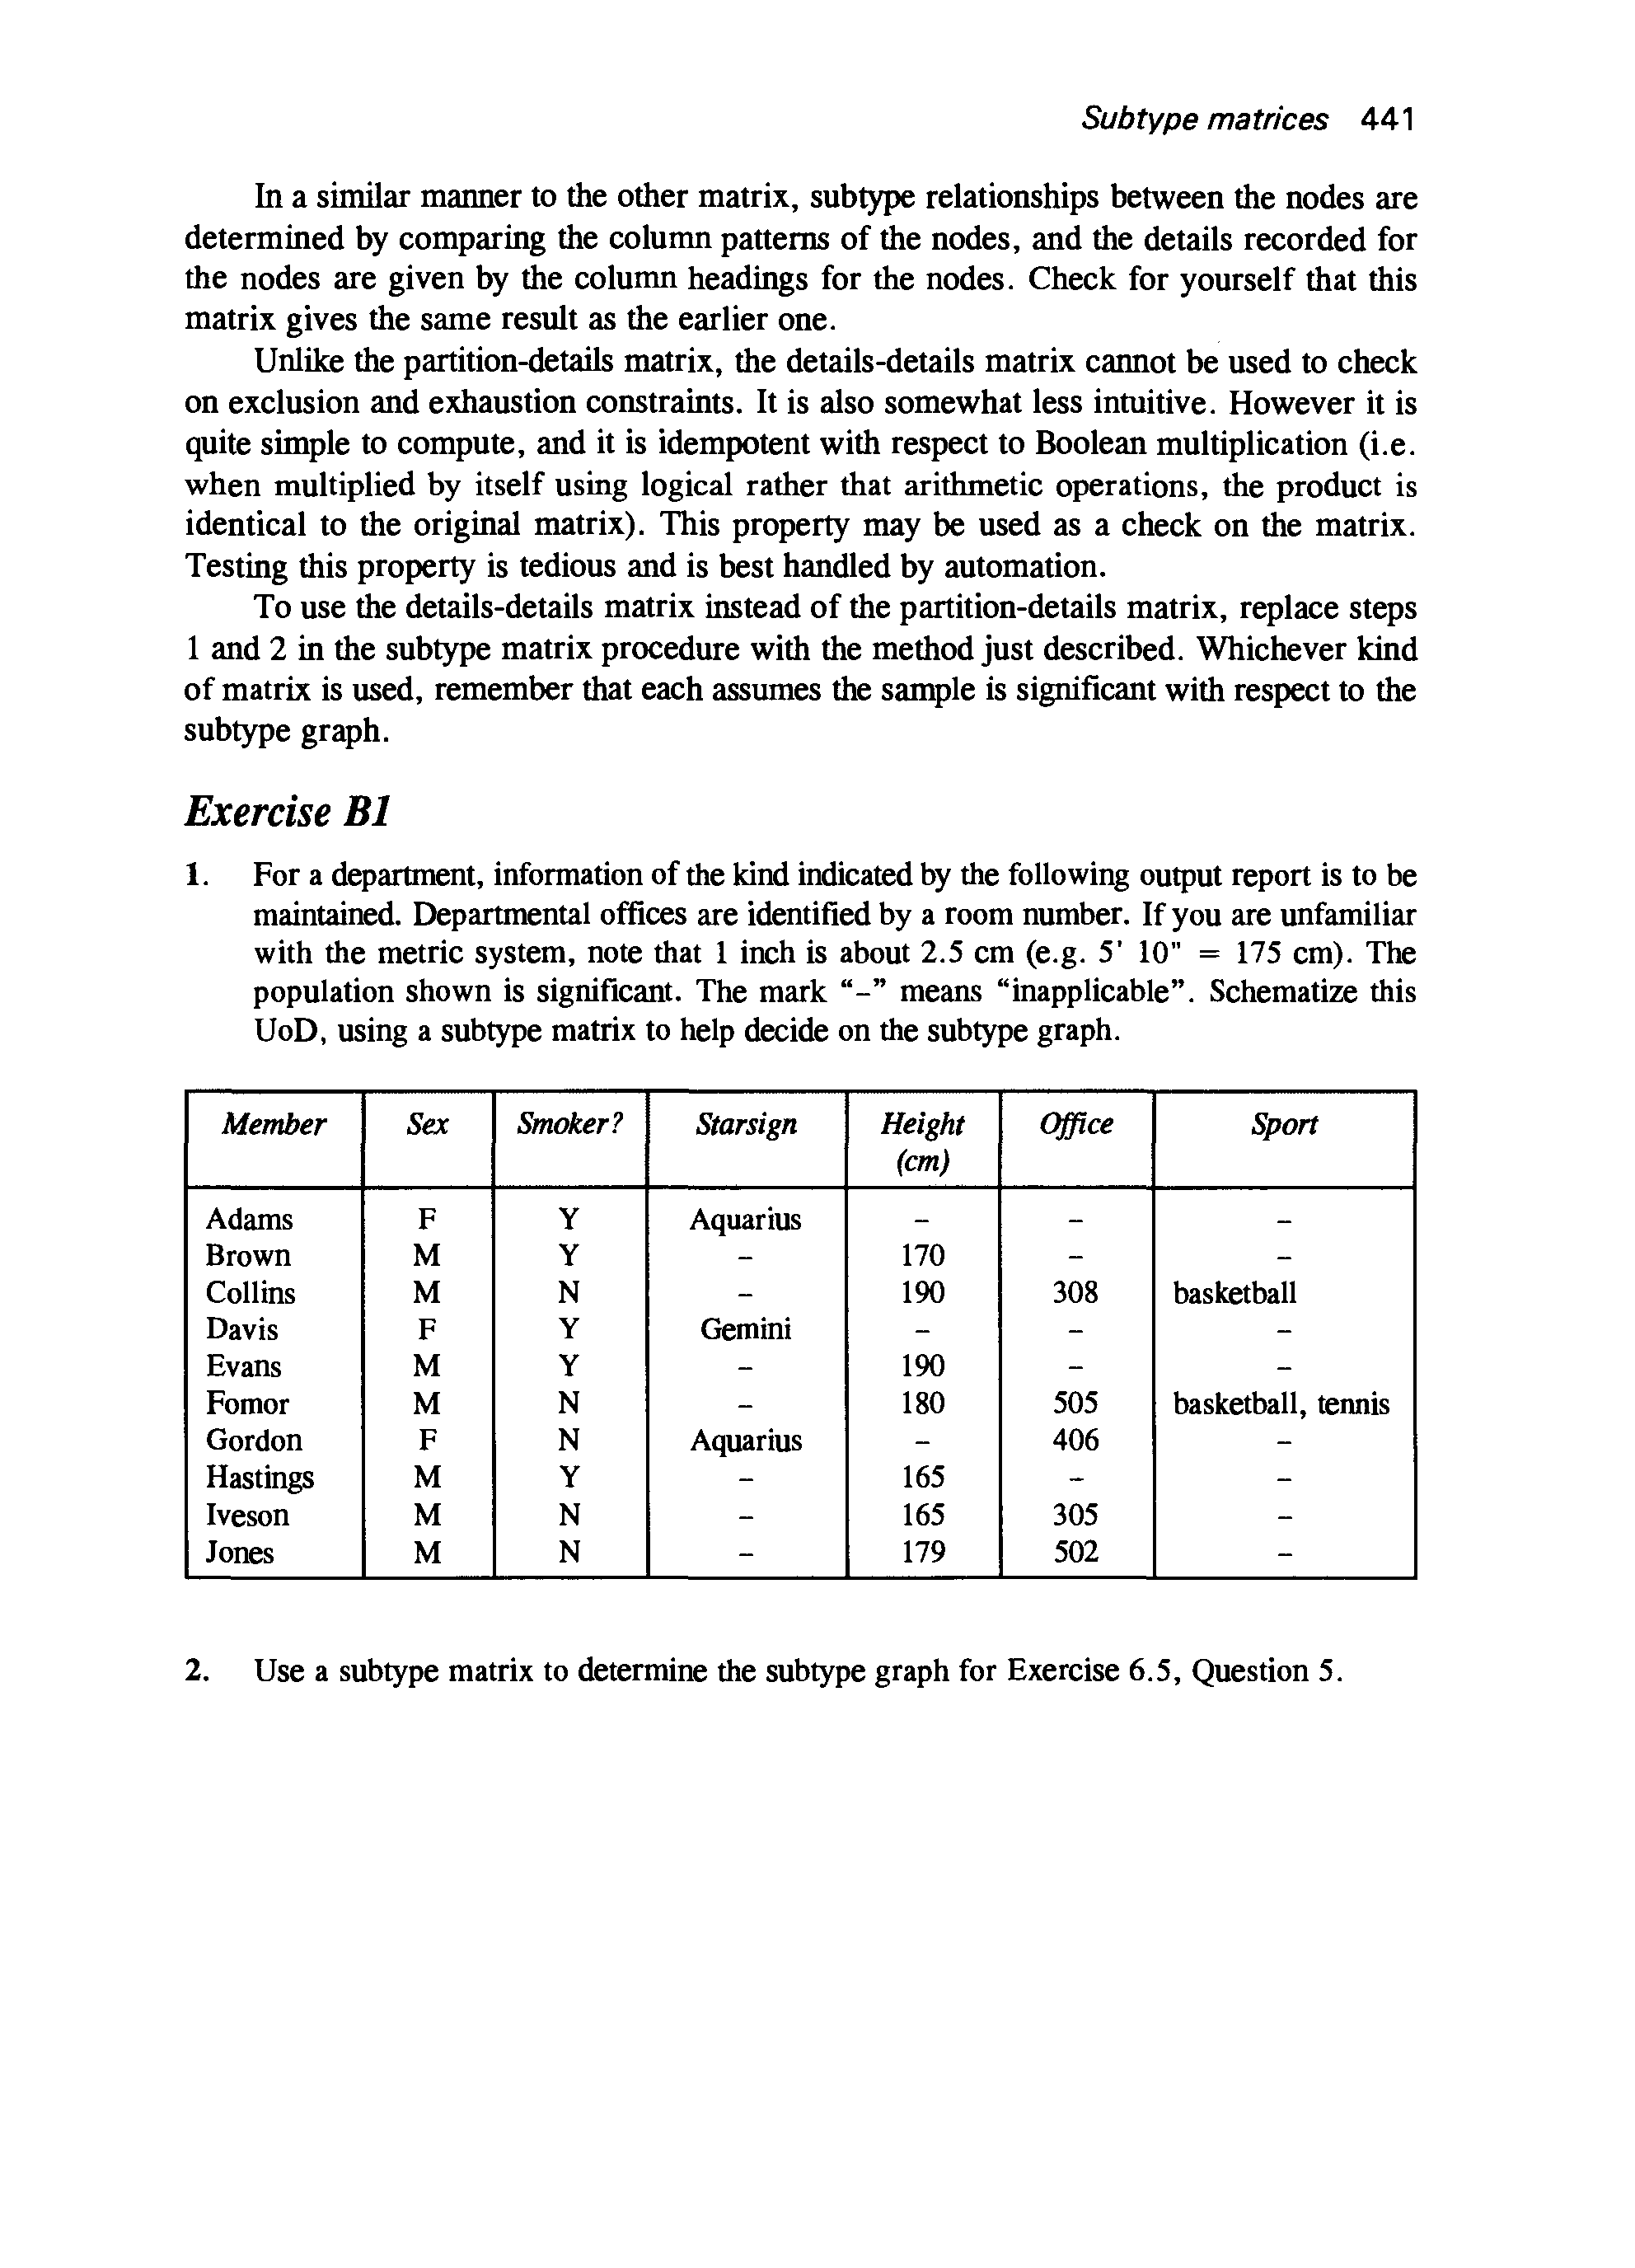 Subtype matrices 441
In a similar manner to the other matrix, subtype relationships between the nodes are
determined by comparing the column patterns of the nodes, and the details recorded for
the nodes are given by the column headings for the nodes. Check for yourself that this
matrix gives the same result as the earlier one.
Unlike the partition-details matrix, the details-details matrix cannot be used to check
on exclusion and exhaustion constraints. It is also somewhat less intuitive. However it is
quite simple to compute, and it is idempotent with respect to Boolean multiplication (i.e.
when multiplied by itself using logical rather that arithmetic operations, the product is
identical to the original matrix). This property may be used as a check on the matrix.
Testing this property is tedious and is best handled by automation.
To use the details-details matrix instead of the partition-details matrix, replace steps
1 and 2 in the subtype matrix procedure with the method just described. Whichever kind
of matrix is used, remember that each assumes the sample is significant with respect to the
subtype graph.
Exercise B1
1. For a department, information of the kind indicated by the following output report is to be
maintained. Departmental offices are identified by a room number. If you are unfamiliar
with the metric system, note that 1 inch is about 2.5 cm (e.g. 5' 10" = 175 cm). The
population shown is significant. The mark “–” means “inapplicable”. Schematize this
UoD, using a subtype matrix to help decide on the subtype graph.
Member Sex Smoker? Starsign Height Office Sport
(cm)
Adams F Y Aquarius – – –
Brown M Y – 170 – –
Collins M N – 190 308 basketball
Davis F Y Gemini – – –
Evans M Y – 190 – –
Fomor M N – 180 505 basketball, tennis
Gordon F N Aquarius – 406 –
Hastings M Y – 165 – –
Iveson M N – 165 305 –
Jones M N – 179 502 –
2. Use a subtype matrix to determine the subtype graph for Exercise 6.5, Question 5.